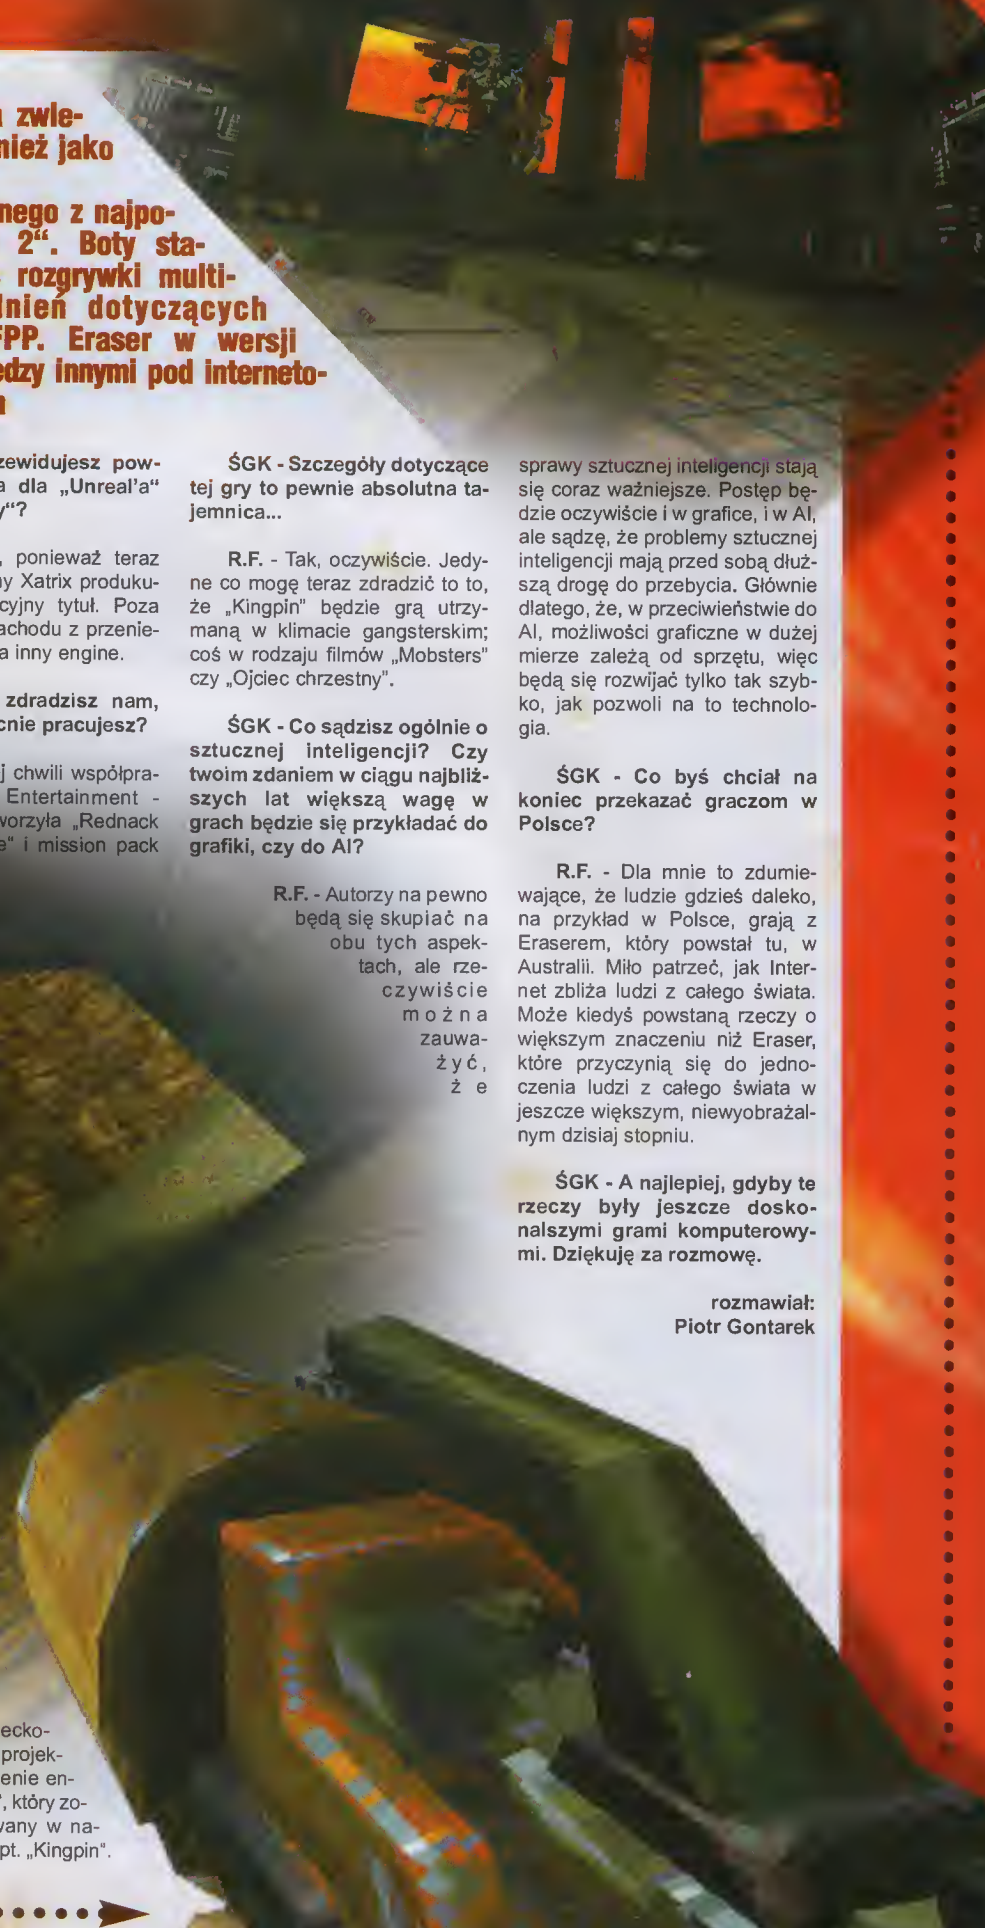 zwie-
nież jako
nego z najpo-
2“. Boty sta-
rozgrywki multi-
dotyczących
FPP. Eraser w wersji
innymi pod interneto-
pow-
dla „Unreal'a“
y“?
, ponieważ teraz
ny Xatrix produku-
cyjny tytuł. Poza
achodu z przenie-
a inny engine.
zdradzisz nam,
cnie pracujesz?
j chwili współpra-
Entertainment -
worzyła „Rednack
e“ i mission pack
ecko-
projek-
enie en-
“, który zo-
wany w na-
pt. „Kingpin“.
ŚGK - Szczegóły dotyczące
tej gry to pewnie absolutna ta-
jemnica...
R.F. - Tak, oczywiście. Jedy-
ne co mogę teraz zdradzić to to,
że „Kingpin“ będzie grą utrzy-
maną w klimacie gangsterskim;
coś w rodzaju filmów „Mobsters”
czy „Ojciec chrzestny”.
ŚGK - Co sądzisz ogólnie o
sztucznej inteligencji? Czy
twoim zdaniem w ciągu najbliż-
szych lat większą wagę w
grach będzie się przykładać do
grafiki, czy do AI?
R.F. - Autorzy na pewno
będą się skupiać na
obu tych aspek-
tach, ale rze-
czywiście
można
zauwa-
żyć,
że
sprawy sztucznej inteligencji stają
się coraz ważniejsze. Postęp bę-
dzie oczywiście i w grafice, i w AI,
ale sądzę, że problemy sztucznej
inteligencji mają przed sobą dłuż-
szą drogę do przebycia. Głównie
dlatego, że, w przeciwieństwie do
AI, możliwości graficzne w dużej
mierze zależą od sprzętu, więc
będą się rozwijać tylko tak szyb-
ko, jak pozwoli na to technolo-
gia.
ŚGK - Co byś chciał na
koniec przekazać graczom w
Polsce?
R.F. - Dla mnie to zdumie-
wające, że ludzie gdzieś daleko,
na przykład w Polsce, grają z
Eraserem, który powstał tu, w
Australii. Miło patrzeć, jak Inter-
net zbliża ludzi z całego świata.
Może kiedyś powstaną rzeczy o
większym znaczeniu niż Eraser,
które przyczynią się do jedno-
czenia ludzi z całego świata w
jeszcze większym, niewyobrażal-
nym dzisiaj stopniu.
ŚGK - A najlepiej, gdyby te
rzeczy były jeszcze dosko-
nalszymi grami komputerowy-
mi. Dziękuję za rozmowę.
rozmawiał:
Piotr Gontarek